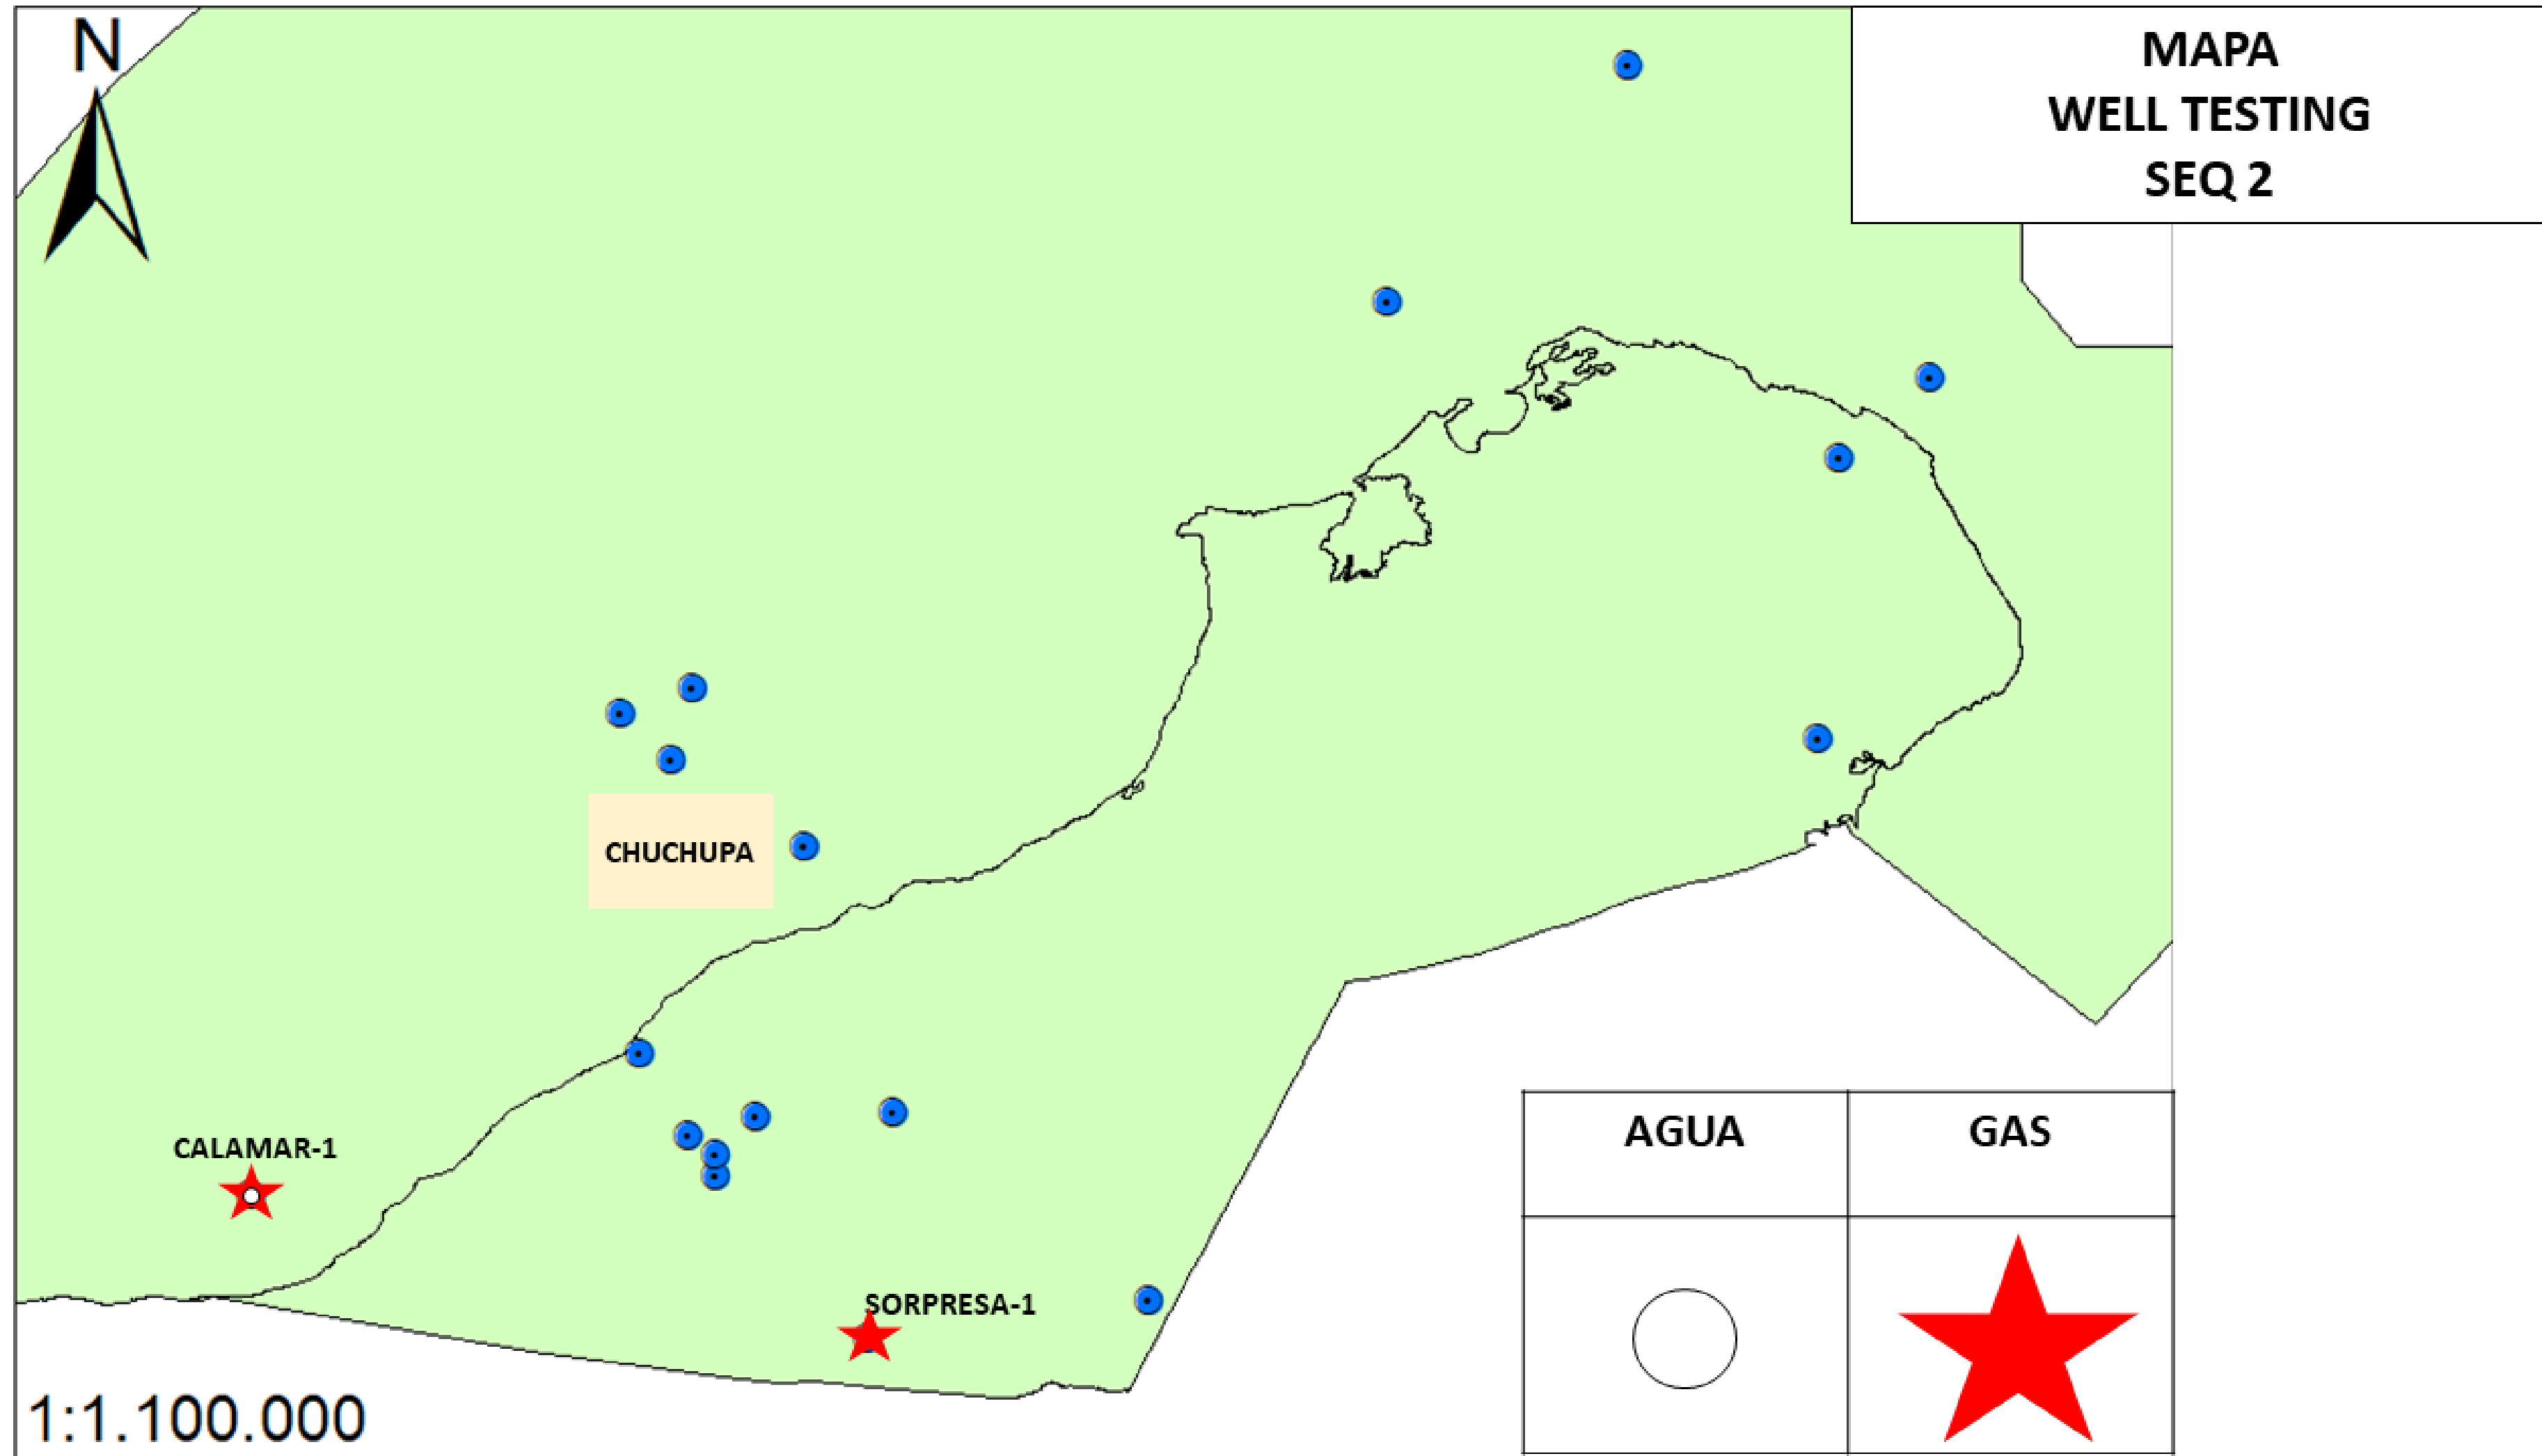 N
MAPA
WELL TESTING
SEQ 2
CHUCHUPA
CALAMAR-1
SORPRESA-1
AGUA
GAS
1:1.100.000